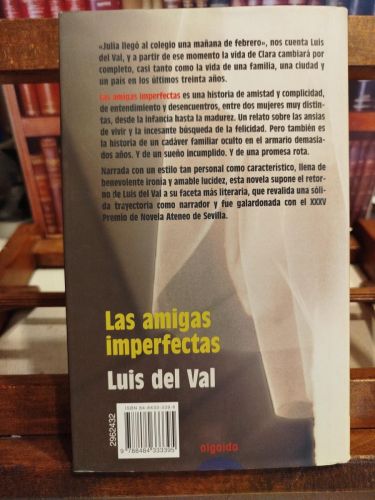 «Julia llegó al colegio una mañana de febrero», nos cuenta Luis
del Val, y a partir de ese momento la vida de Clara cambiará por
completo, casi tanto como la vida de una familia, una ciudad y
un país en los últimos treinta años.
Las amigas imperfectas es una historia de amistad y complicidad,
de entendimiento y desencuentros, entre dos mujeres muy distin-
tas, desde la infancia hasta la madurez. Un relato sobre las ansias
de vivir y la incesante búsqueda de la felicidad. Pero también es
la historia de un cadáver familiar oculto en el armario demasia-
dos años. Y de un sueño incumplido. Y de una promesa rota.
Narrada con un estilo tan personal como característico, llena de
benevolente ironía y amable lucidez, esta novela supone el retor-
no de Luis del Val a su faceta más literaria, que revalida una sóli-
da trayectoria como narrador y fue galardonada con el XXXV
Premio de Novela Ateneo de Sevilla.
Las amigas
imperfectas
Luis del Val
2962432
9 788484 333395
algaida